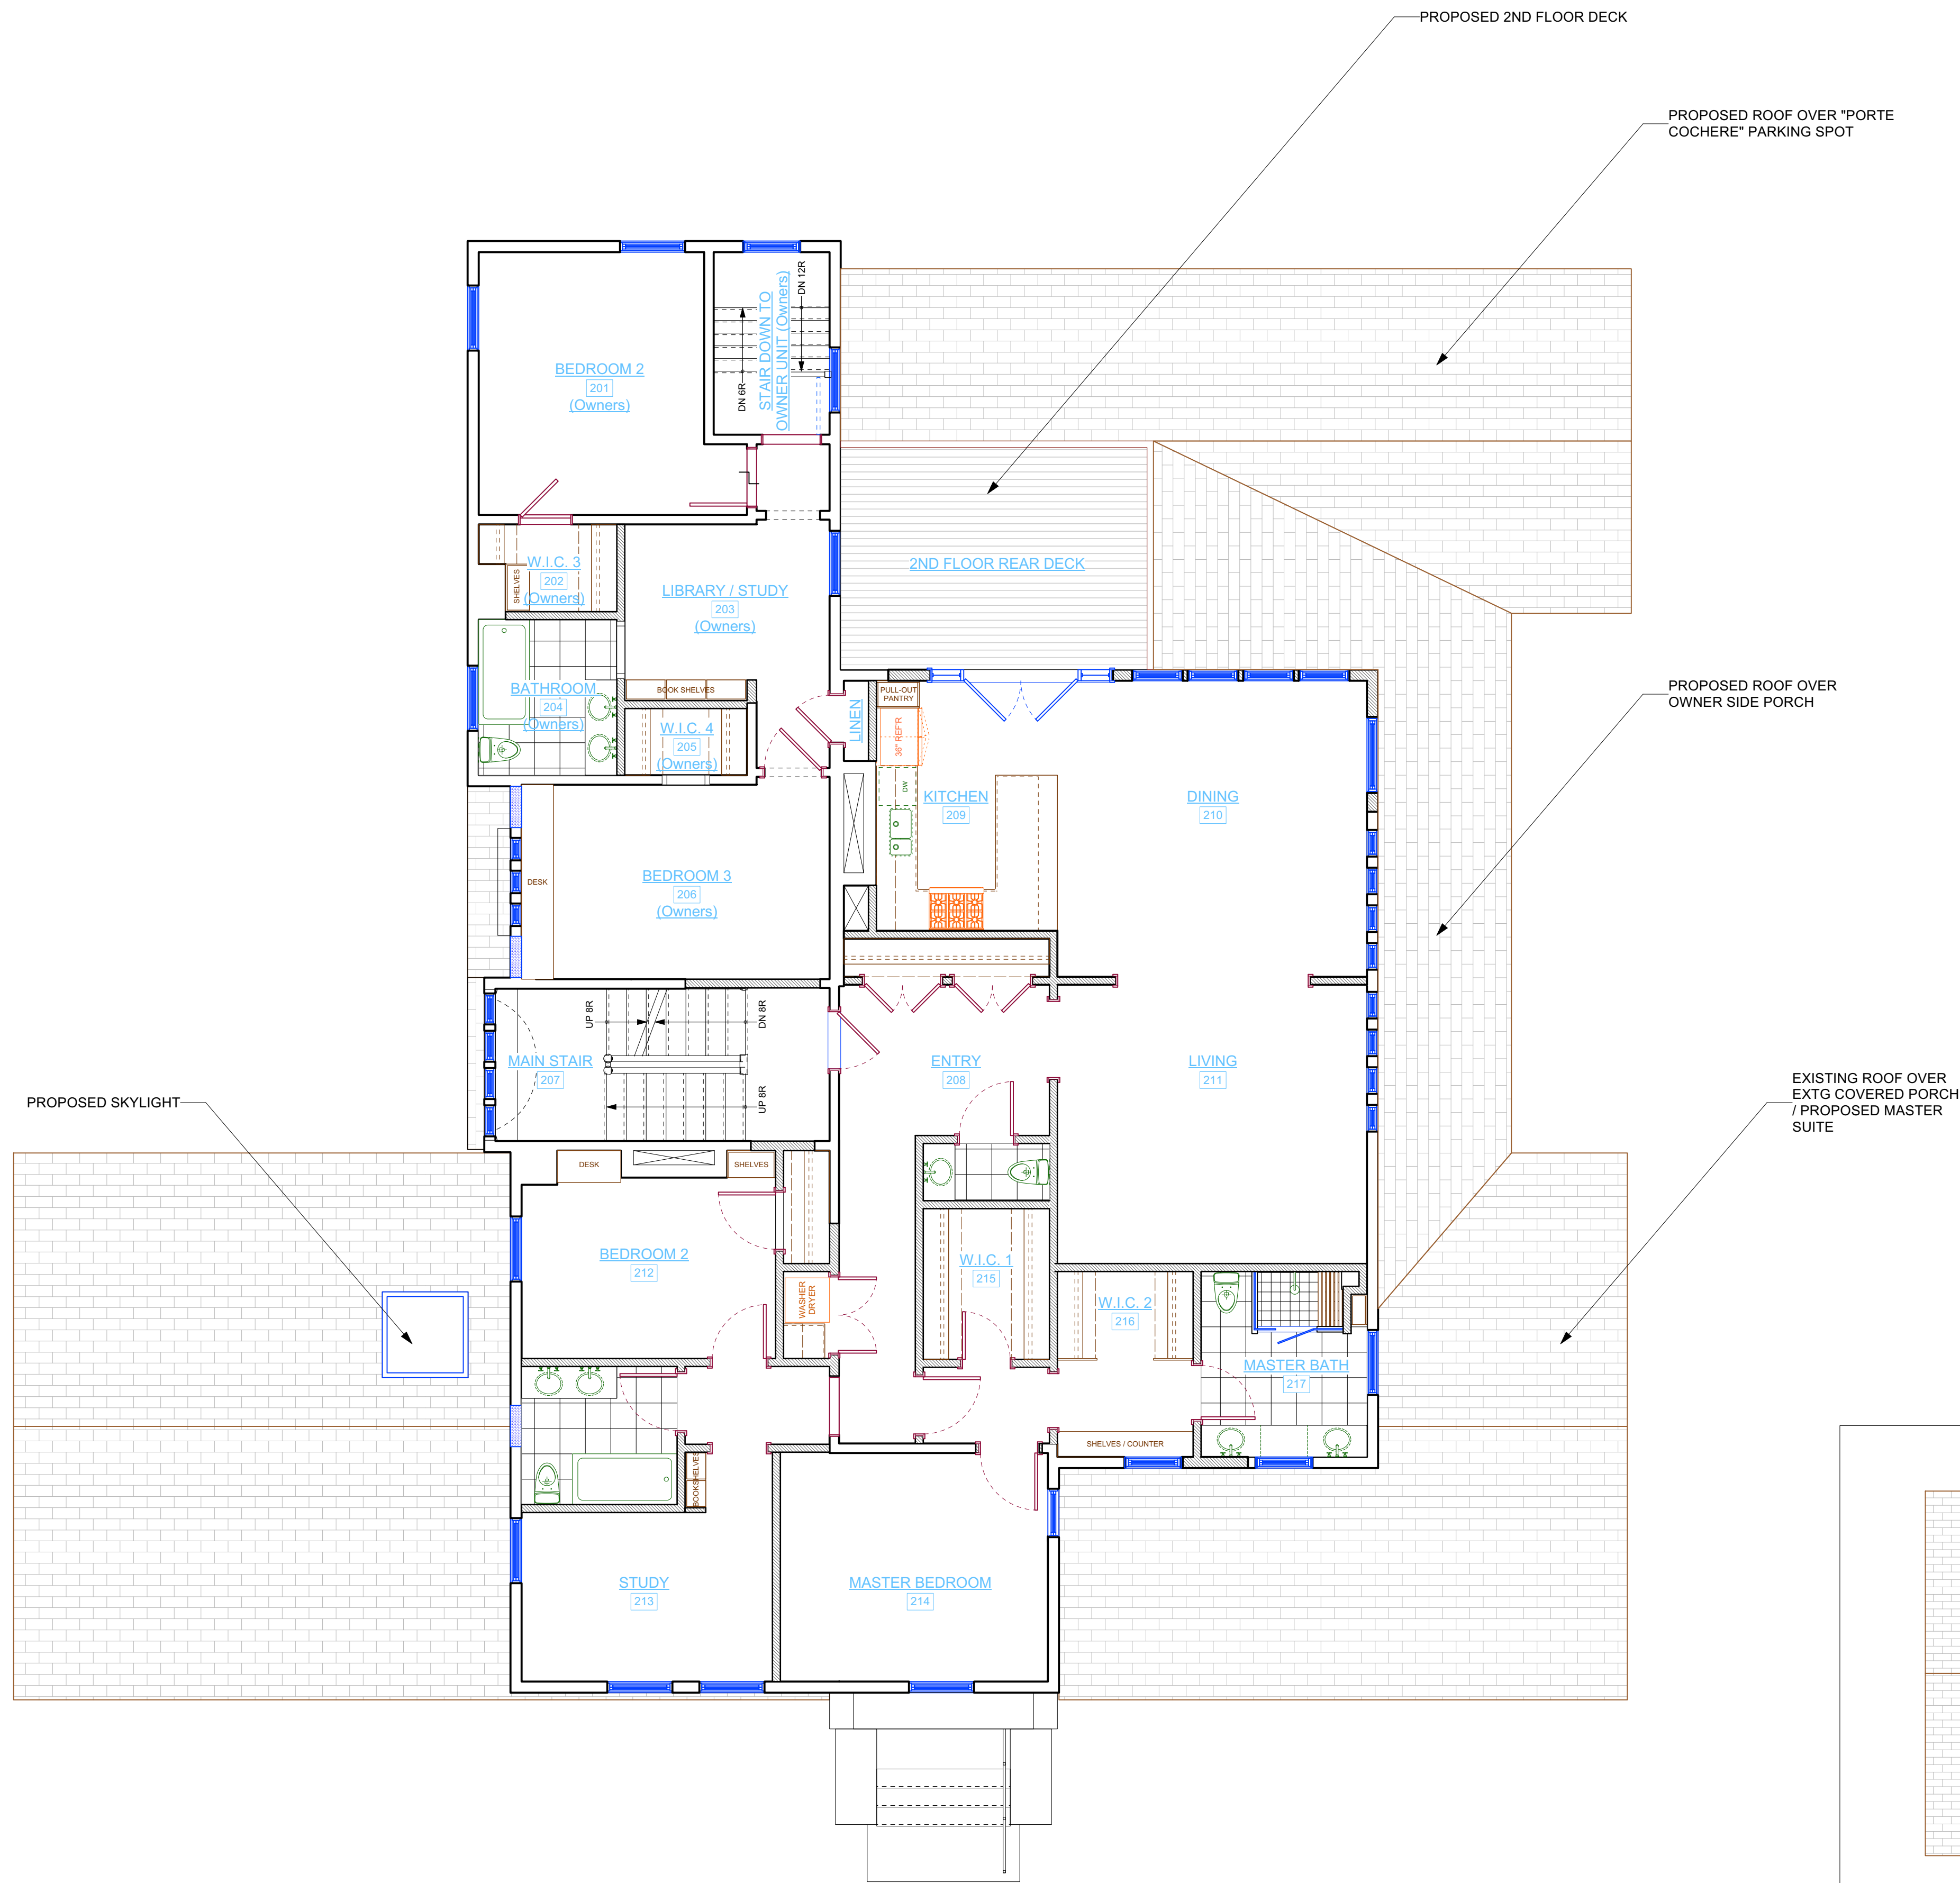 PROPOSED 2ND FLOOR DECK
PROPOSED ROOF OVER "PORTE
COCHERE" PARKING SPOT
DN 12R
DN 6R
STAIR DOWN TO
OWNER UNIT (Owners)
BEDROOM 2
201
(Owners)
W.I.C. 3
202
(Owners)
SHELVES
LIBRARY / STUDY
203
(Owners)
2ND FLOOR REAR DECK
BATHROOM
204
(Owners)
BOOK SHELVES
W.I.C. 4
205
(Owners)
LINEN
PULL-OUT
PANTRY
36" REF'R
DW
KITCHEN
209
DINING
210
PROPOSED ROOF OVER
OWNER SIDE PORCH
DESK
BEDROOM 3
206
(Owners)
UP 8R
DN 8R
MAIN STAIR
207
UP 8R
ENTRY
208
LIVING
211
EXISTING ROOF OVER
EXTG COVERED PORCH
/ PROPOSED MASTER
SUITE
PROPOSED SKYLIGHT
DESK
SHELVES
BEDROOM 2
212
WASHER
DRYER
W.I.C. 1
215
W.I.C. 2
216
MASTER BATH
217
SHELVES / COUNTER
BOOKSHELVES
STUDY
213
MASTER BEDROOM
214